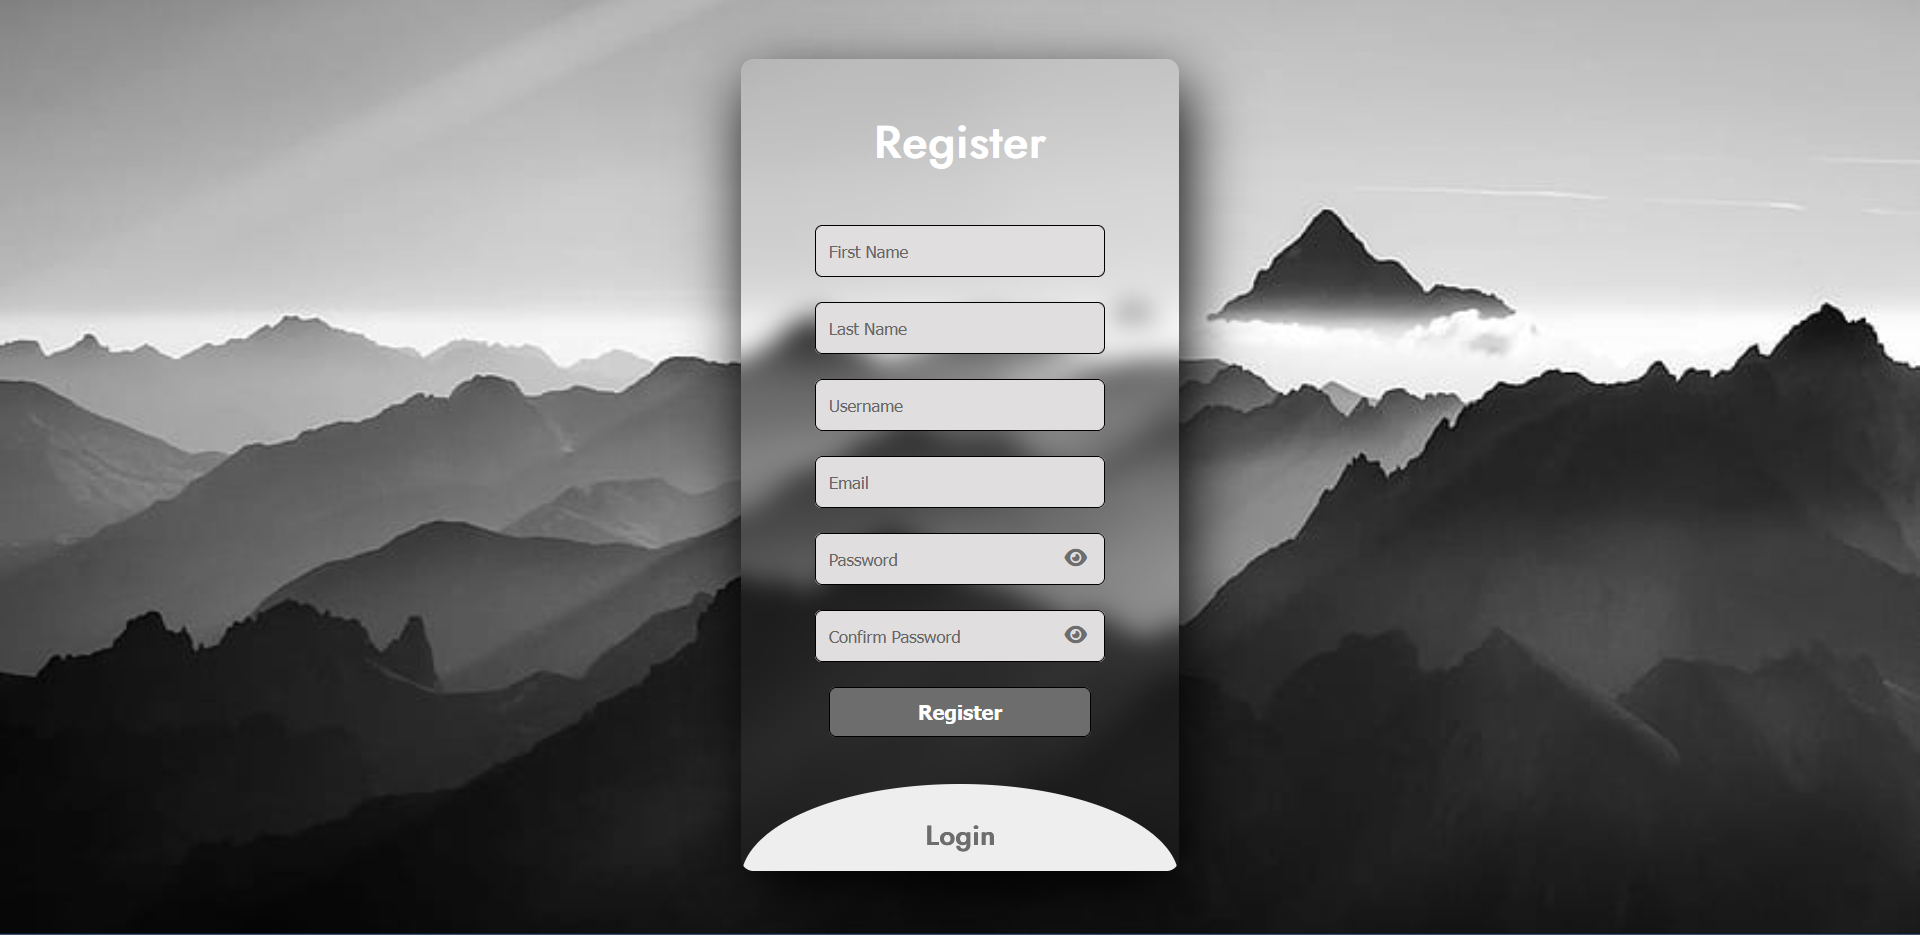 Register
First Name
Last Name
Username
Email
Password
Confirm Password
Register
Login